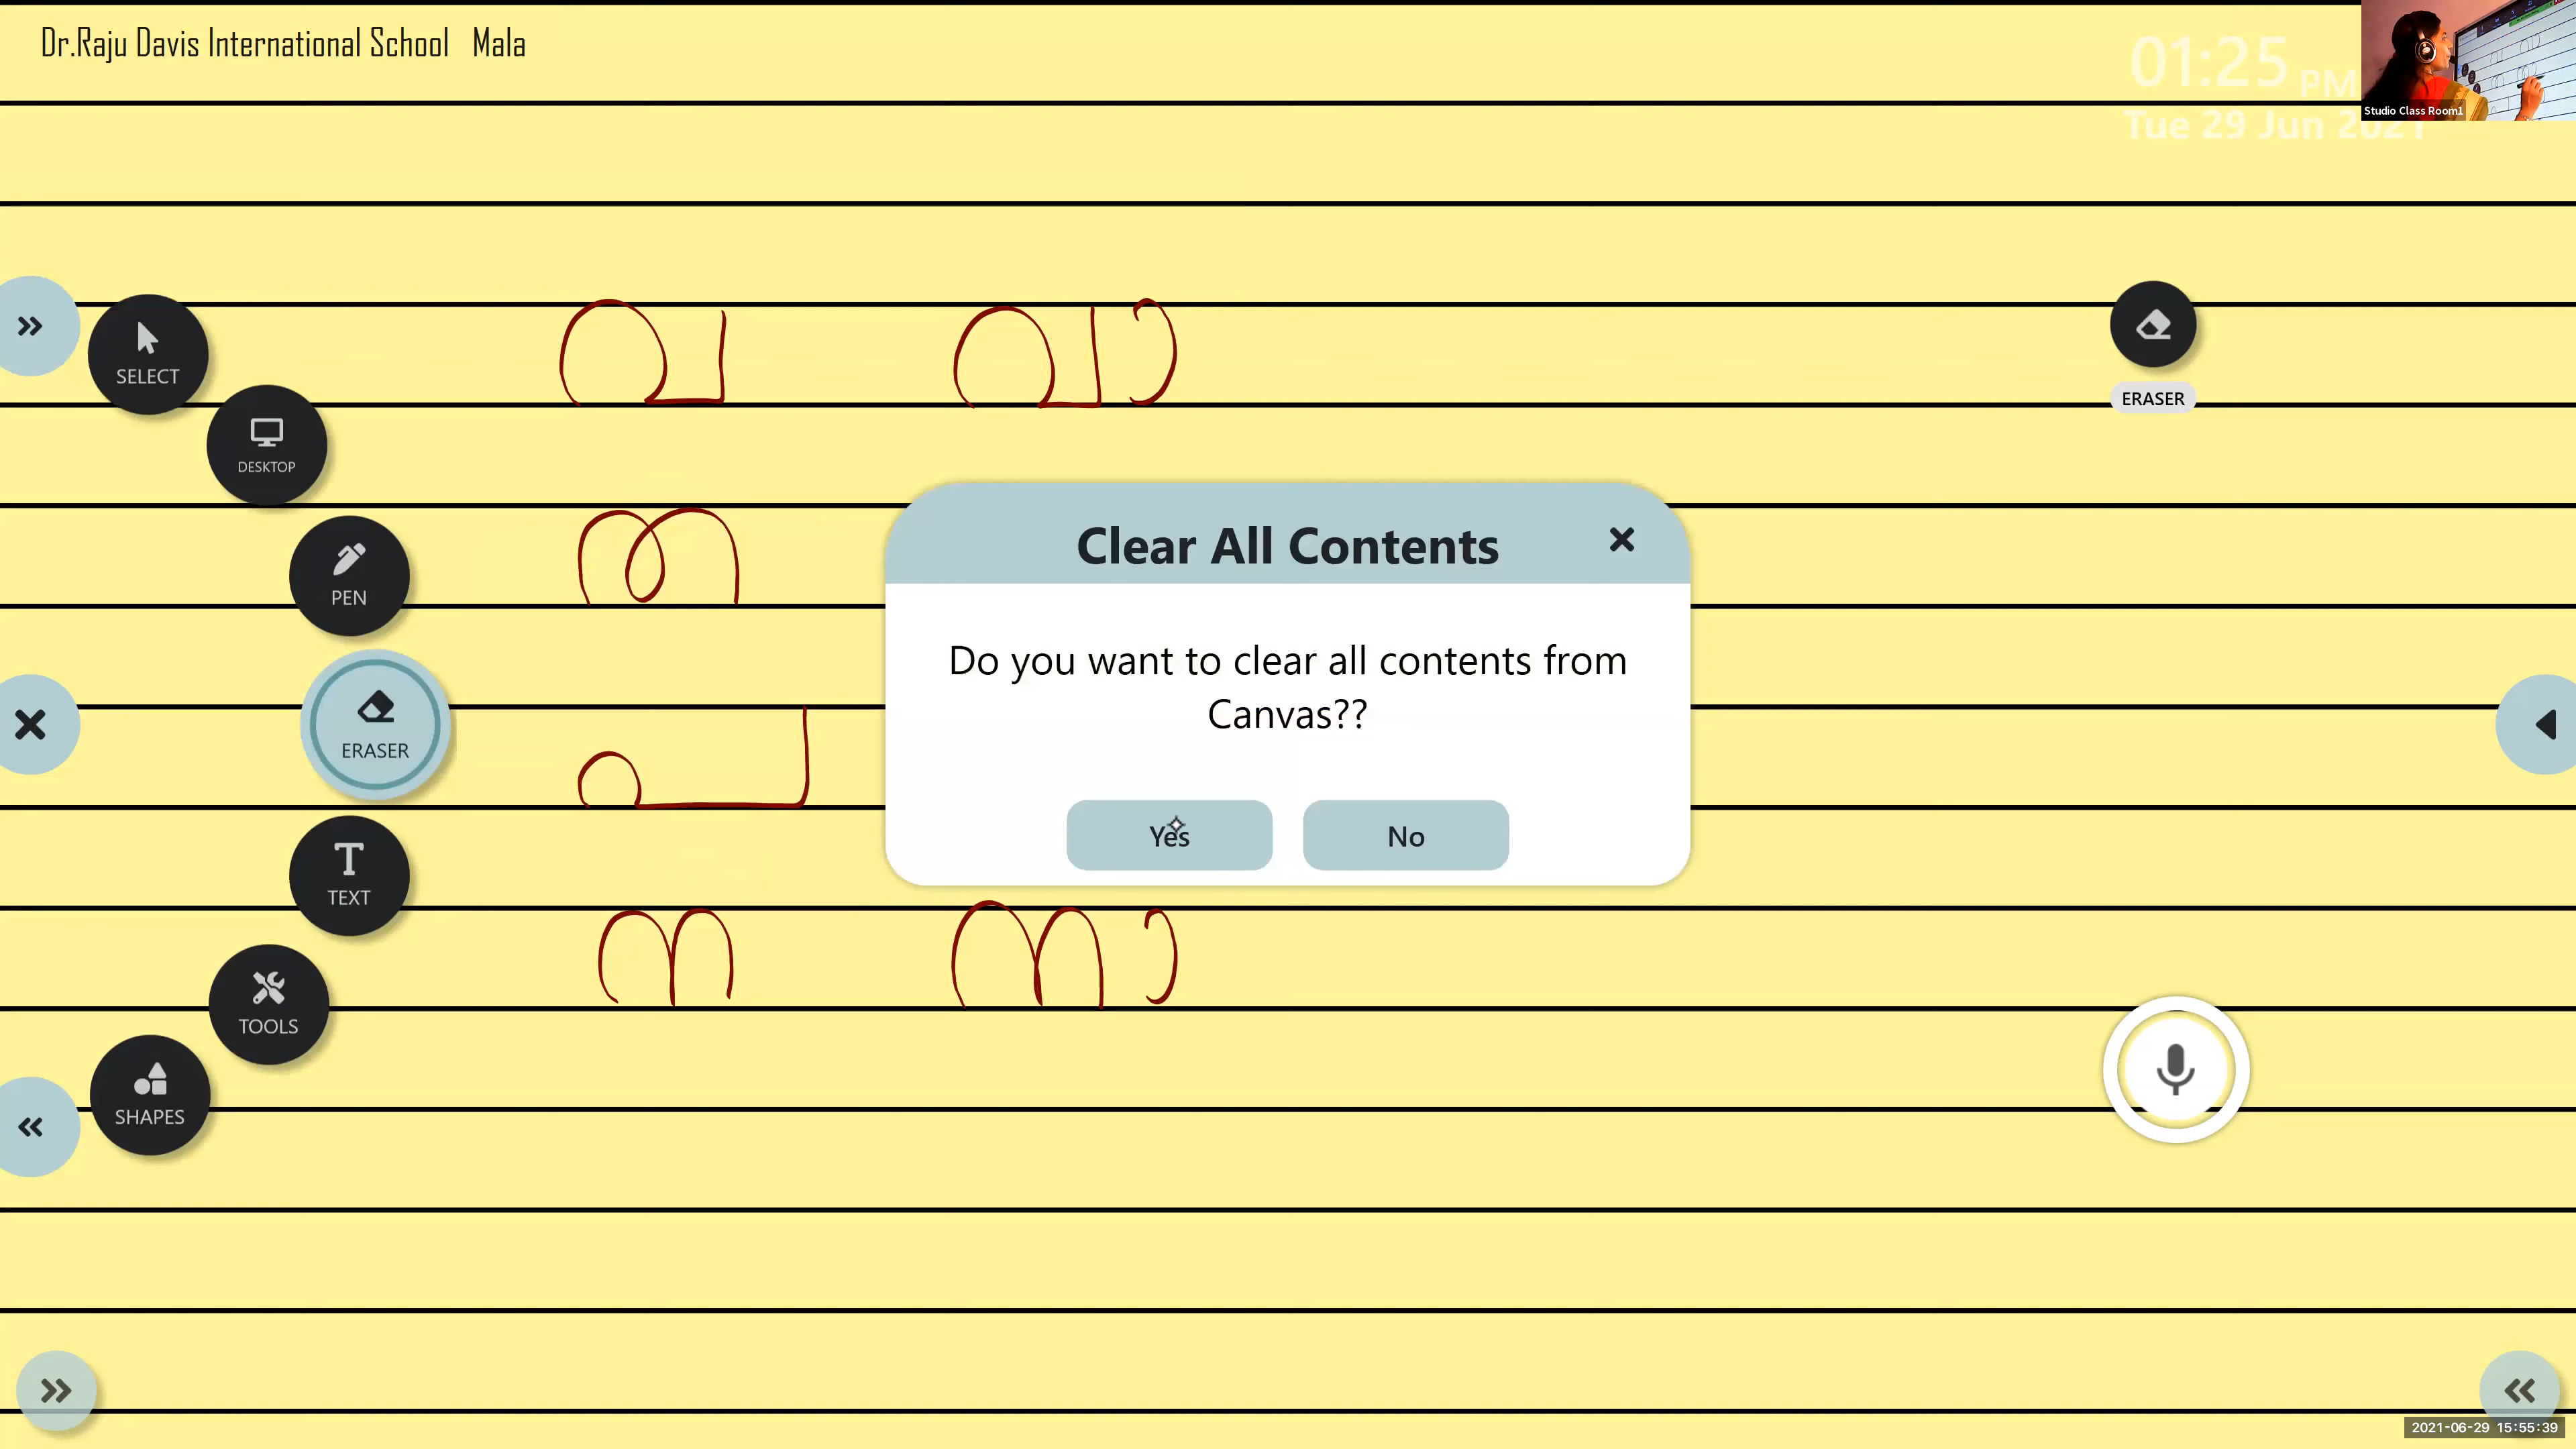 Dr.Raju Davis International School Mala
01:25 PM
Tue 29 Jun 2021
Studio Class Room1
SELECT
DESKTOP
PEN
ERASER
TEXT
TOOLS
SHAPES
ERASER
വ വാ
ന്ന
Clear All Contents
Do you want to clear all contents from
Canvas??
Yes No
റ
ന നാ
2021-06-29 15:55:39